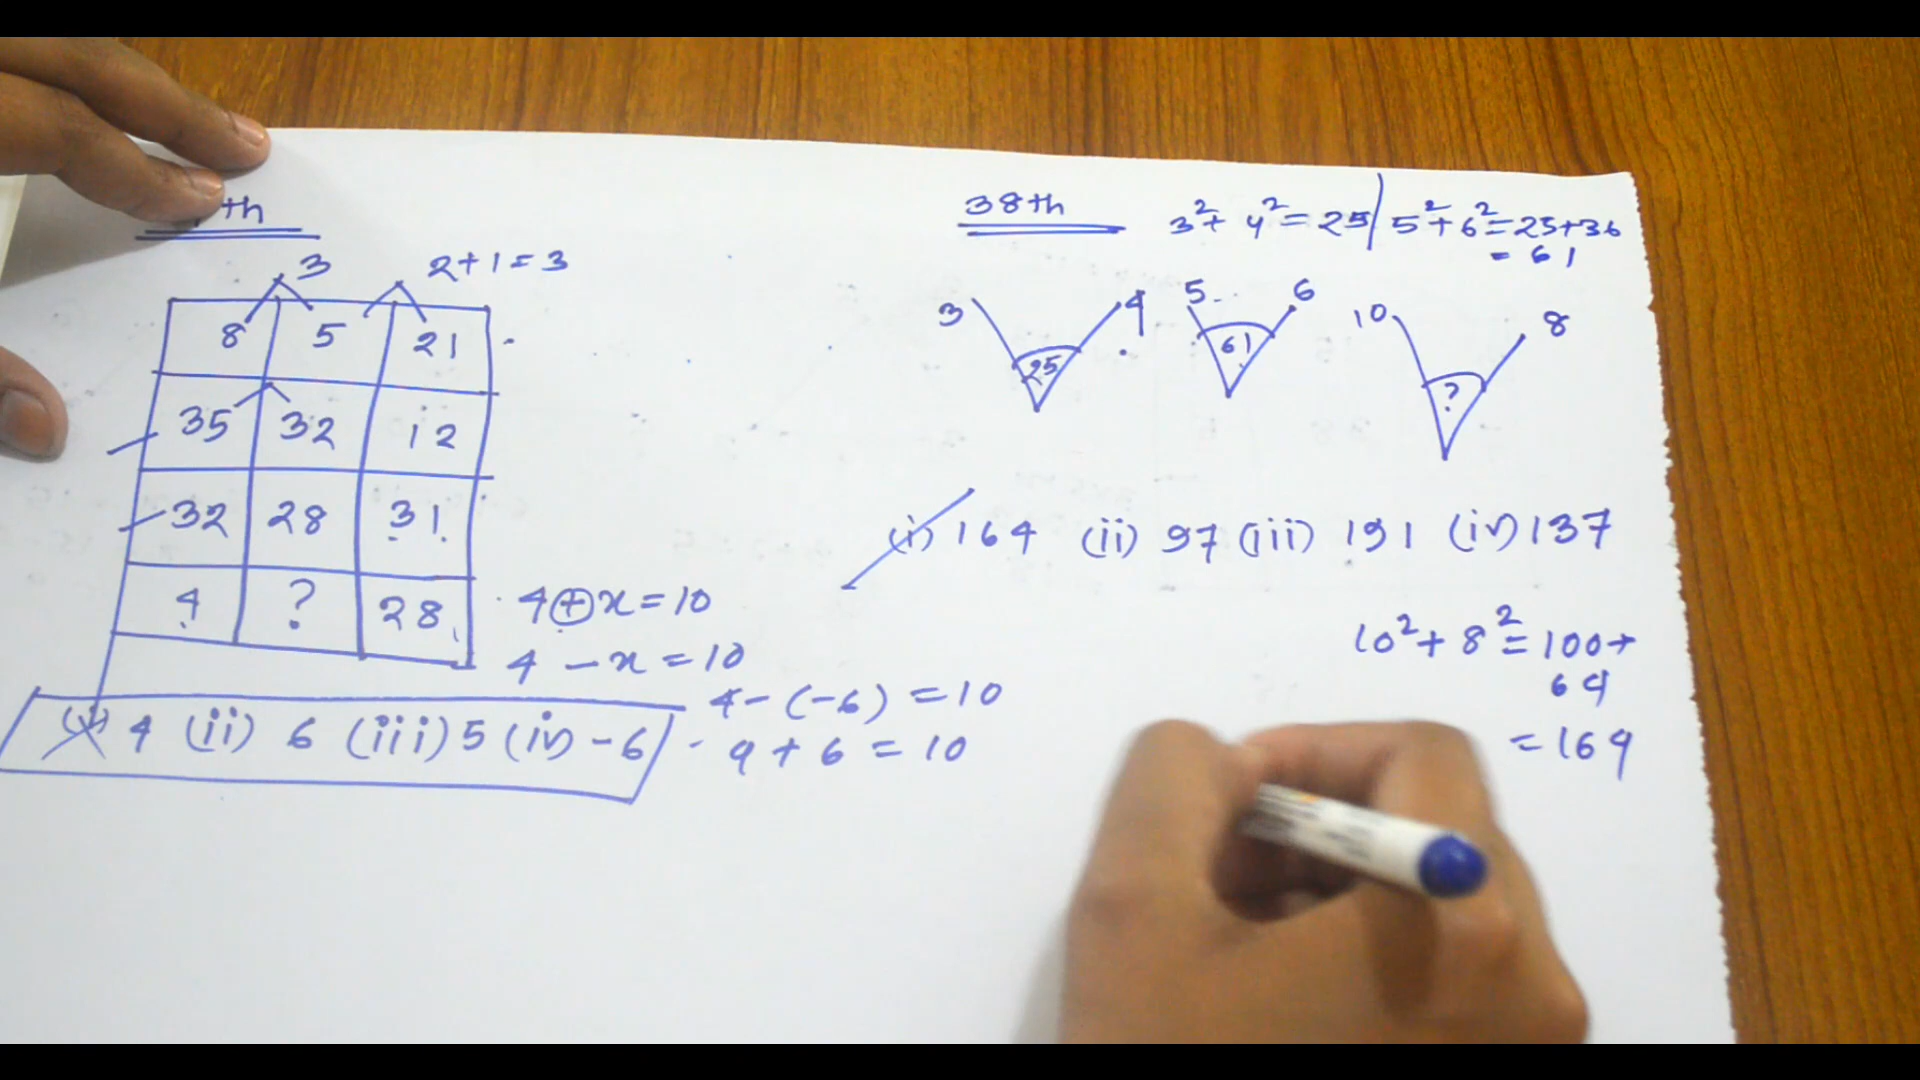 th
3
2+1=3
8 5 21
35 32 12
32 28 31
4 ? 28
4+x=10
4-x=10
4-(-6)=10
4+6=10
(i) 4 (ii) 6 (iii) 5 (iv) -6
38th
3²+4²=25 | 5²+6²=25+36
=61
3 4 25
5 6 61
10 8 ?
(i) 164 (ii) 97 (iii) 191 (iv) 137
10²+8²=100+
64
=164